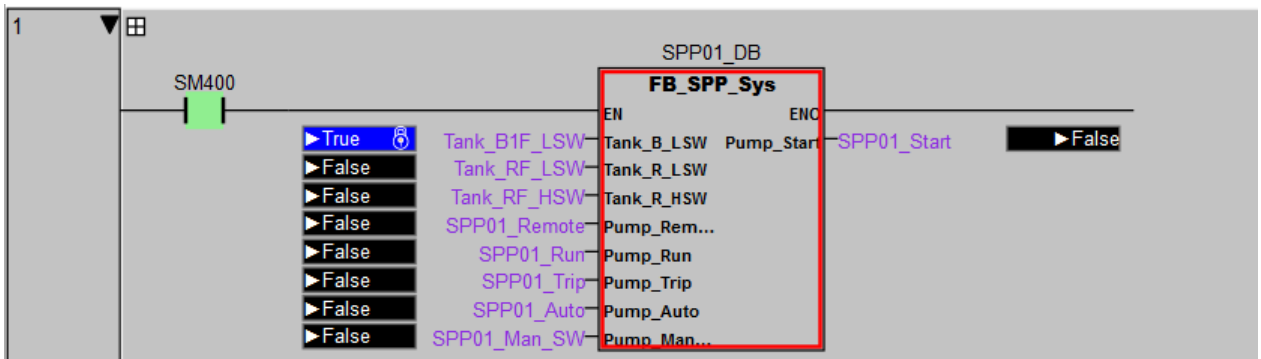 1
SPP01_DB
SM400
FB_SPP_Sys
EN ENO
True Tank_B1F_LSW Tank_B_LSW Pump_Start SPP01_Start False
False Tank_RF_LSW Tank_R_LSW
False Tank_RF_HSW Tank_R_HSW
False SPP01_Remote Pump_Rem...
False SPP01_Run Pump_Run
False SPP01_Trip Pump_Trip
False SPP01_Auto Pump_Auto
False SPP01_Man_SW Pump_Man...